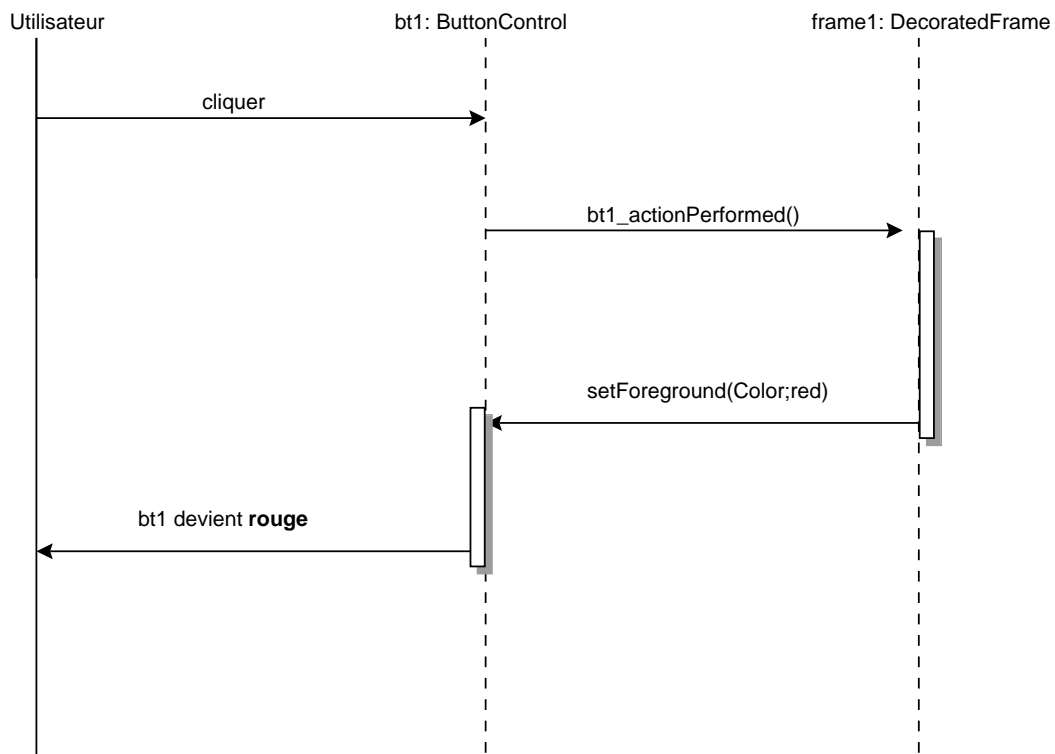 Utilisateur
bt1: ButtonControl
frame1: DecoratedFrame
cliquer
bt1_actionPerformed()
setForeground(Color;red)
bt1 devient rouge